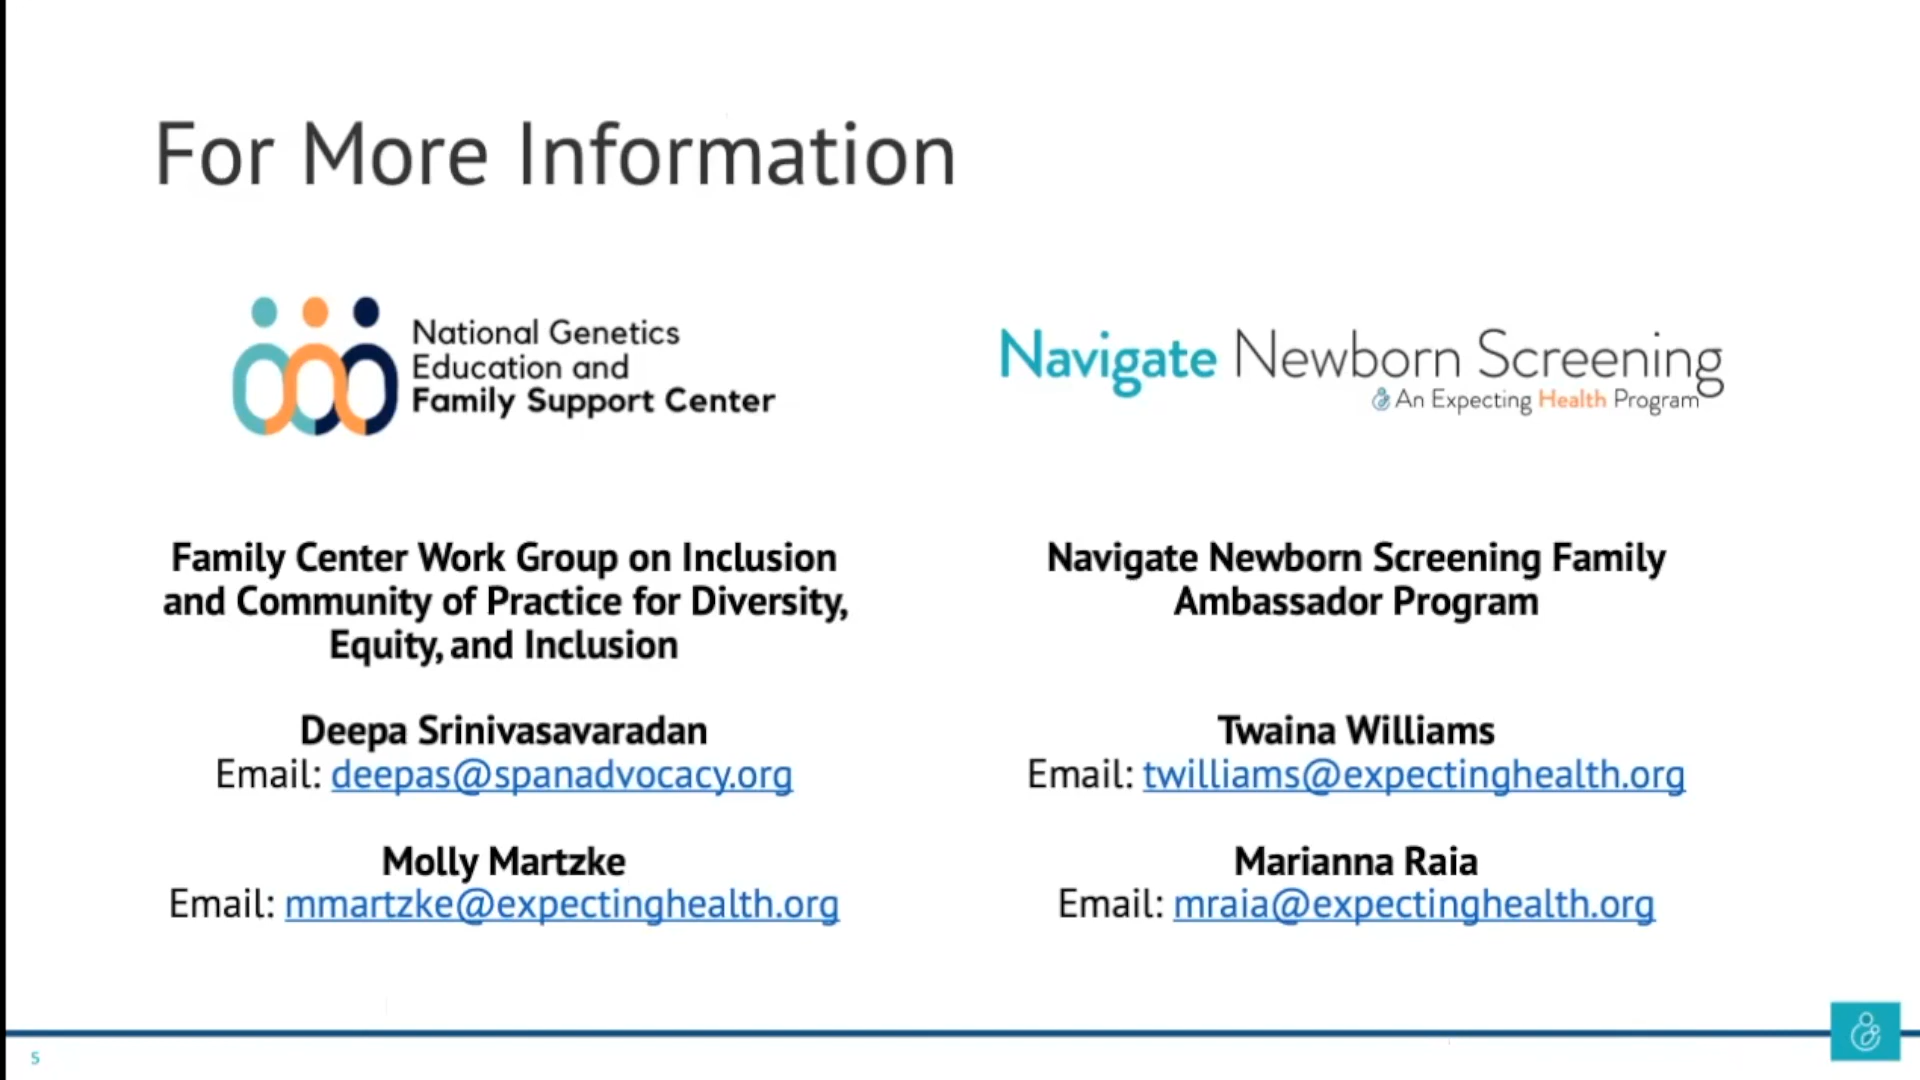 For More Information
National Genetics
Education and
Family Support Center
Navigate Newborn Screening
An Expecting Health Program
Family Center Work Group on Inclusion
and Community of Practice for Diversity,
Equity, and Inclusion
Deepa Srinivasavaradan
Email: deepas@spanadvocacy.org
Molly Martzke
Email: mmartzke@expectinghealth.org
Navigate Newborn Screening Family
Ambassador Program
Twaina Williams
Email: twilliams@expectinghealth.org
Marianna Raia
Email: mraia@expectinghealth.org
5